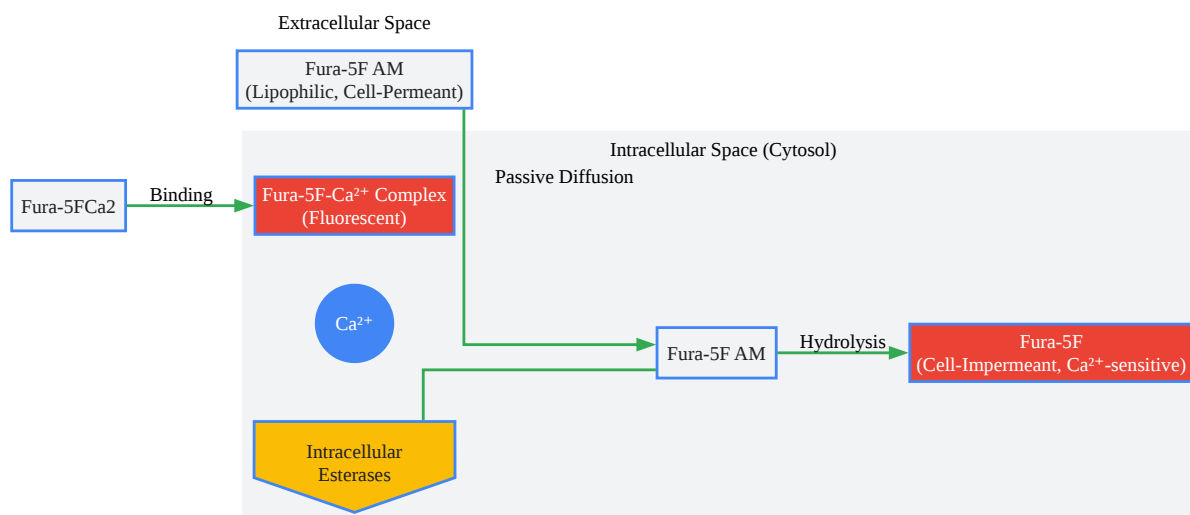 Extracellular Space
Fura-5F AM
(Lipophilic, Cell-Permeant)
Intracellular Space (Cytosol)
Passive Diffusion
Fura-5FCa2
Binding
Fura-5F-Ca²⁺ Complex
(Fluorescent)
Ca²⁺
Fura-5F AM
Hydrolysis
Fura-5F
(Cell-Impermeant, Ca²⁺-sensitive)
Intracellular
Esterases